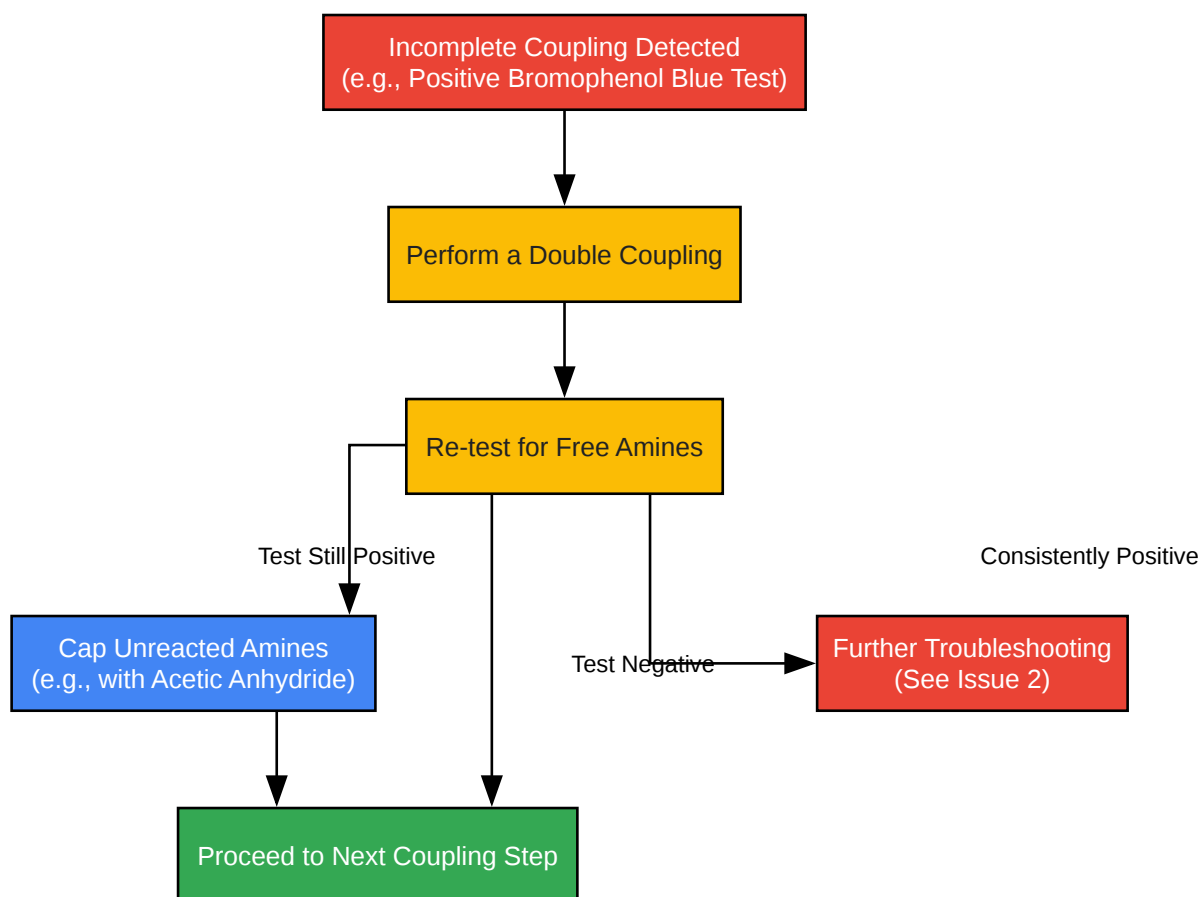 Incomplete Coupling Detected
(e.g., Positive Bromophenol Blue Test)
Perform a Double Coupling
Re-test for Free Amines
Test Still Positive
Consistently Positive
Cap Unreacted Amines
(e.g., with Acetic Anhydride)
Test Negative
Further Troubleshooting
(See Issue 2)
Proceed to Next Coupling Step